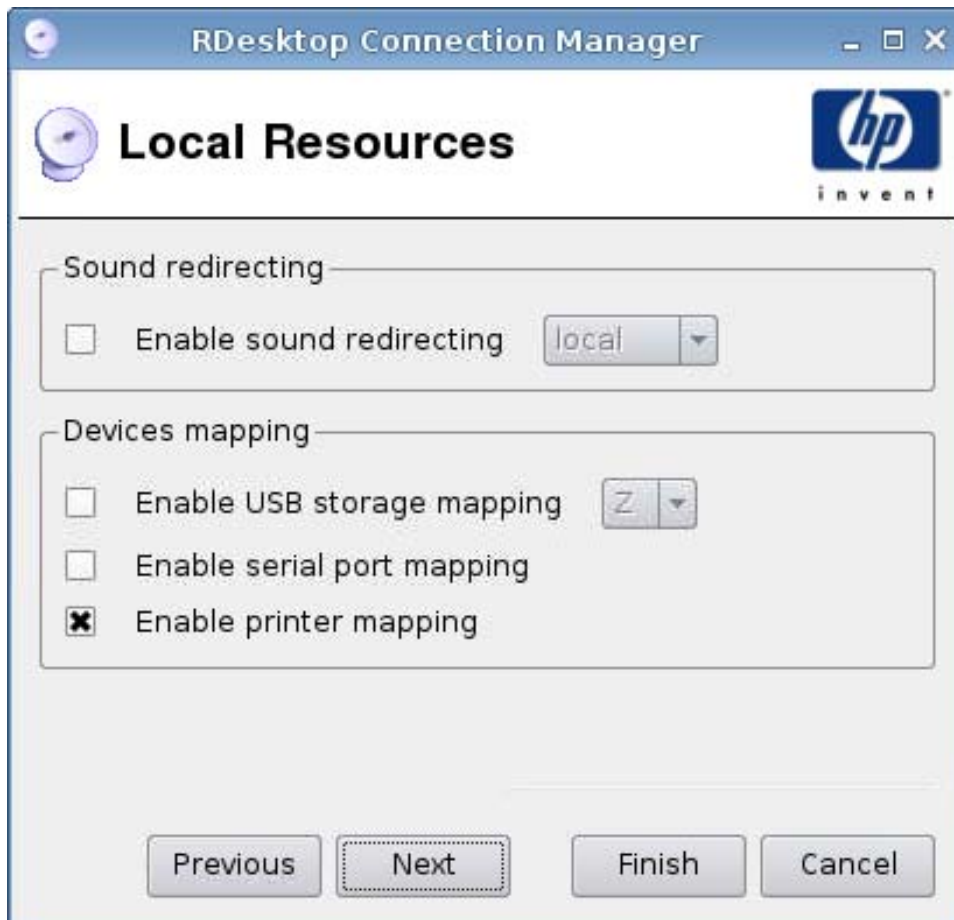 RDesktop Connection Manager
Local Resources
hp
invent
Sound redirecting
Enable sound redirecting local
Devices mapping
Enable USB storage mapping Z
Enable serial port mapping
Enable printer mapping
Previous Next Finish Cancel